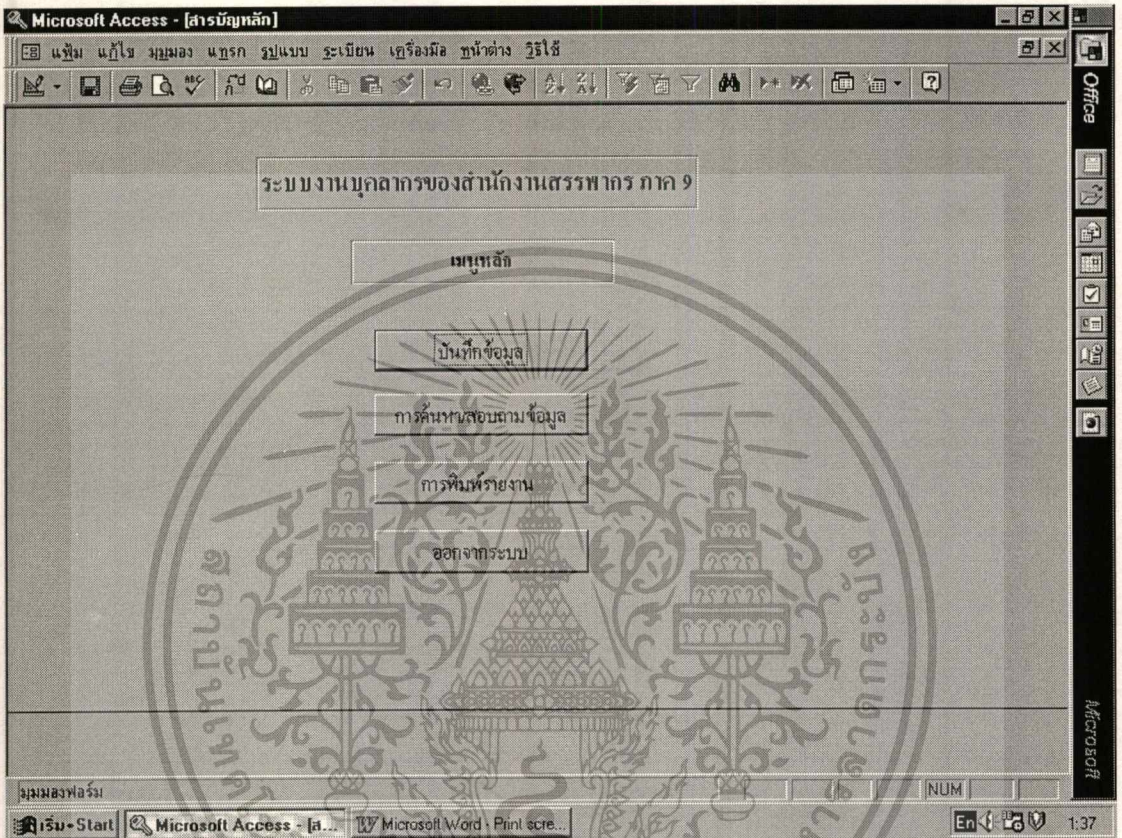 Microsoft Access - [สารบัญหลัก]
แฟ้ม แก้ไข มุมมอง แทรก รูปแบบ ระเบียน เครื่องมือ หน้าต่าง วิธีใช้
Office
ระบบงานบุคลากรของสำนักงานสรรพากร ภาค 9
เมนูหลัก
บันทึกข้อมูล
การค้นหา/สอบถามข้อมูล
การพิมพ์รายงาน
ออกจากระบบ
Microsoft
มุมมองฟอร์ม
NUM
เริ่ม-Start
Microsoft Access - [ส...
Microsoft Word - Print scre...
En
1:37